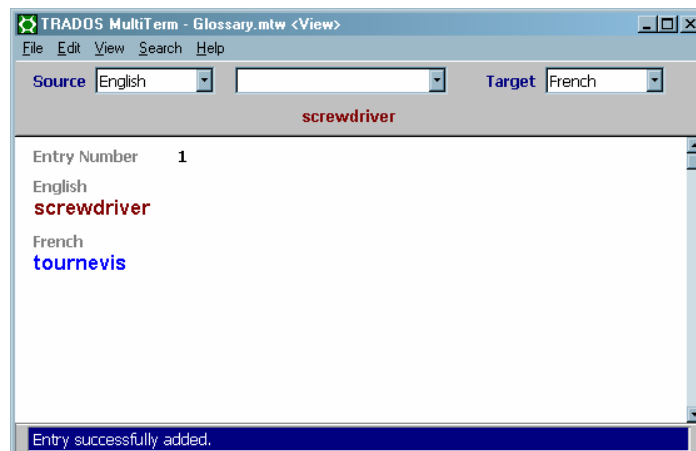 TRADOS MultiTerm - Glossary.mtw <View>
File Edit View Search Help
Source English Target French
screwdriver
Entry Number 1
English
screwdriver
French
tournevis
Entry successfully added.